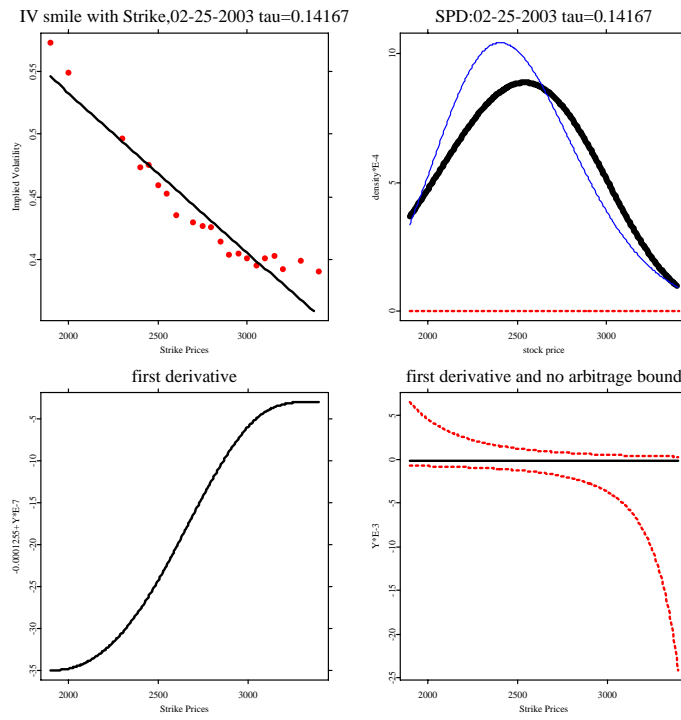 IV smile with Strike,02-25-2003 tau=0.14167
SPD:02-25-2003 tau=0.14167
Implied Volatility
0.4
0.45
0.5
0.55
2000
2500
3000
Strike Prices
density*E-4
0
5
10
2000
2500
3000
stock price
first derivative
first derivative and no arbitrage bound
-0.0001255+Y*E-7
-35
-30
-25
-20
-15
-10
-5
2000
2500
3000
Strike Prices
Y*E-3
-25
-20
-15
-10
-5
0
5
2000
2500
3000
Strike Prices